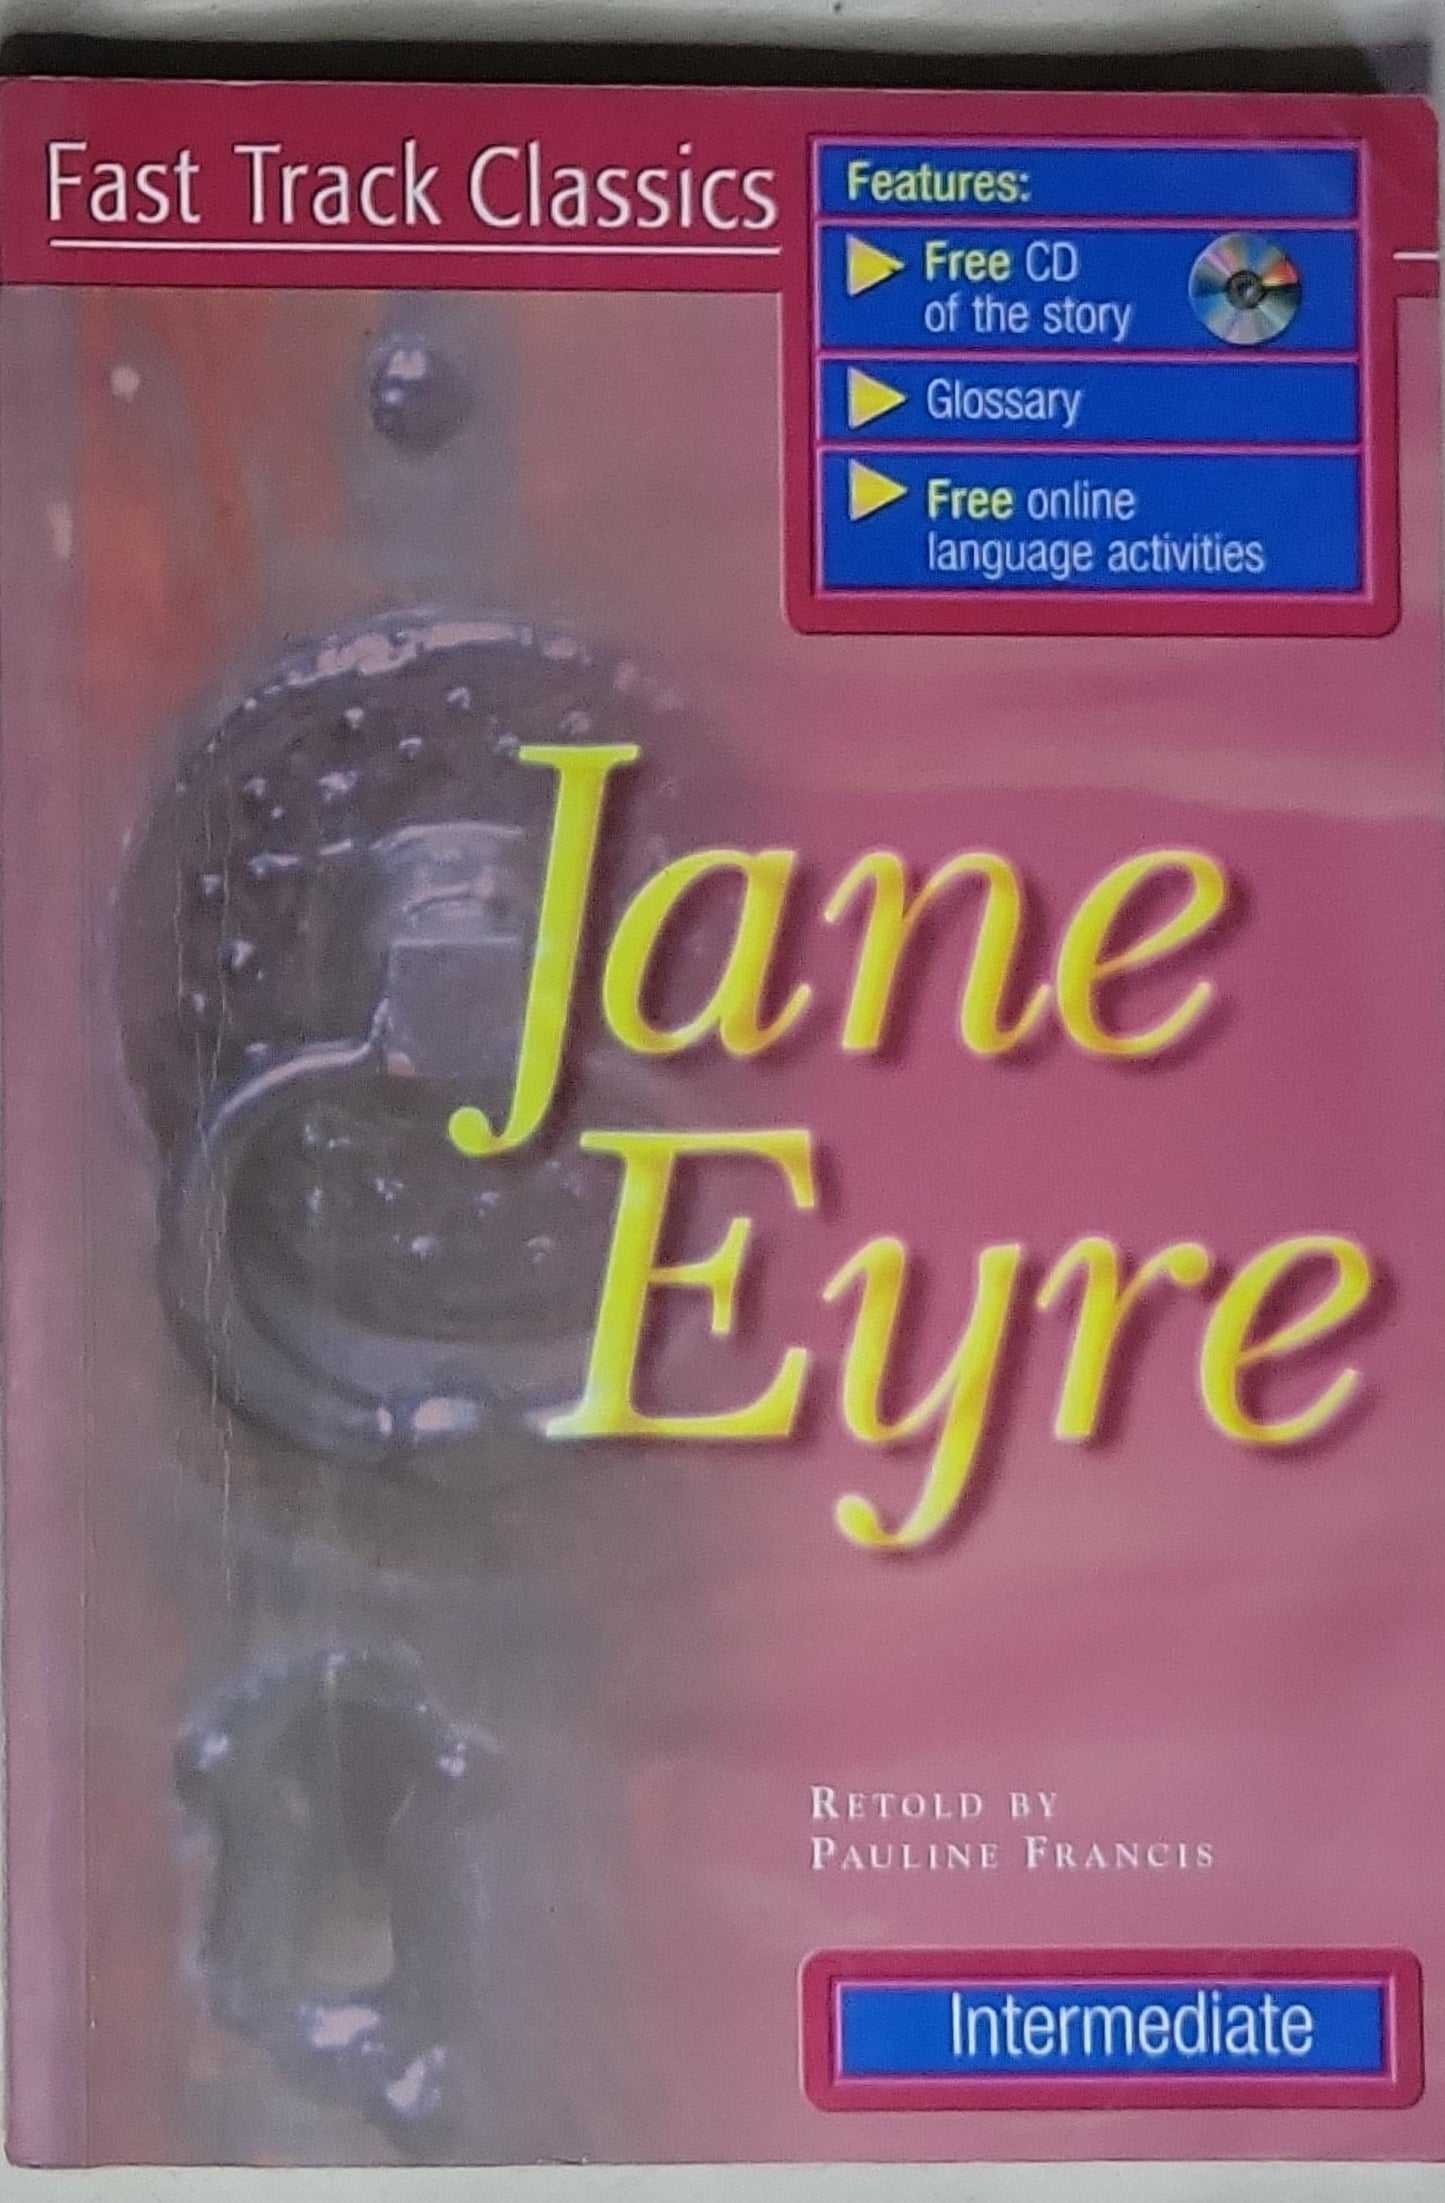 Fast Track Classics
Features:
Free CD
of the story
Glossary
Free online
language activities
Jane
Eyre
RETOLD BY
PAULINE FRANCIS
Intermediate